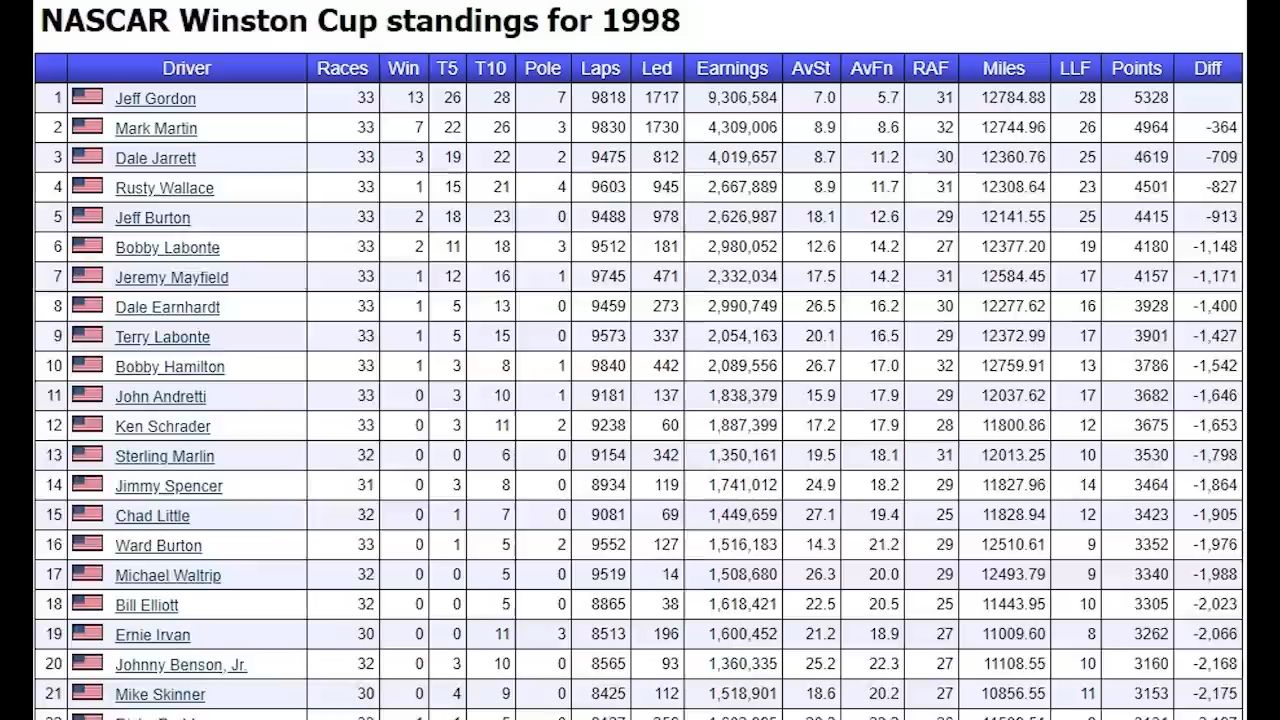 NASCAR Winston Cup standings for 1998
Driver Races Win T5 T10 Pole Laps Led Earnings AvSt AvFn RAF Miles LLF Points Diff
1 Jeff Gordon 33 13 26 28 7 9818 1717 9,306,584 7.0 5.7 31 12784.88 28 5328
2 Mark Martin 33 7 22 26 3 9830 1730 4,309,006 8.9 8.6 32 12744.96 26 4964 -364
3 Dale Jarrett 33 3 19 22 2 9475 812 4,019,657 8.7 11.2 30 12360.76 25 4619 -709
4 Rusty Wallace 33 1 15 21 4 9603 945 2,667,889 8.9 11.7 31 12308.64 23 4501 -827
5 Jeff Burton 33 2 18 23 0 9488 978 2,626,987 18.1 12.6 29 12141.55 25 4415 -913
6 Bobby Labonte 33 2 11 18 3 9512 181 2,980,052 12.6 14.2 27 12377.20 19 4180 -1,148
7 Jeremy Mayfield 33 1 12 16 1 9745 471 2,332,034 17.5 14.2 31 12584.45 17 4157 -1,171
8 Dale Earnhardt 33 1 5 13 0 9459 273 2,990,749 26.5 16.2 30 12277.62 16 3928 -1,400
9 Terry Labonte 33 1 5 15 0 9573 337 2,054,163 20.1 16.5 29 12372.99 17 3901 -1,427
10 Bobby Hamilton 33 1 3 8 1 9840 442 2,089,556 26.7 17.0 32 12759.91 13 3786 -1,542
11 John Andretti 33 0 3 10 1 9181 137 1,838,379 15.9 17.9 29 12037.62 17 3682 -1,646
12 Ken Schrader 33 0 3 11 2 9238 60 1,887,399 17.2 17.9 28 11800.86 12 3675 -1,653
13 Sterling Marlin 32 0 0 6 0 9154 342 1,350,161 19.5 18.1 31 12013.25 10 3530 -1,798
14 Jimmy Spencer 31 0 3 8 0 8934 119 1,741,012 24.9 18.2 29 11827.96 14 3464 -1,864
15 Chad Little 32 0 1 7 0 9081 69 1,449,659 27.1 19.4 25 11828.94 12 3423 -1,905
16 Ward Burton 33 0 1 5 2 9552 127 1,516,183 14.3 21.2 29 12510.61 9 3352 -1,976
17 Michael Waltrip 32 0 0 5 0 9519 14 1,508,680 26.3 20.0 29 12493.79 9 3340 -1,988
18 Bill Elliott 32 0 0 5 0 8865 38 1,618,421 22.5 20.5 25 11443.95 10 3305 -2,023
19 Ernie Irvan 30 0 0 11 3 8513 196 1,600,452 21.2 18.9 27 11009.60 8 3262 -2,066
20 Johnny Benson, Jr. 32 0 3 10 0 8565 93 1,360,335 25.2 22.3 27 11108.55 10 3160 -2,168
21 Mike Skinner 30 0 4 9 0 8425 112 1,518,901 18.6 20.2 27 10856.55 11 3153 -2,175